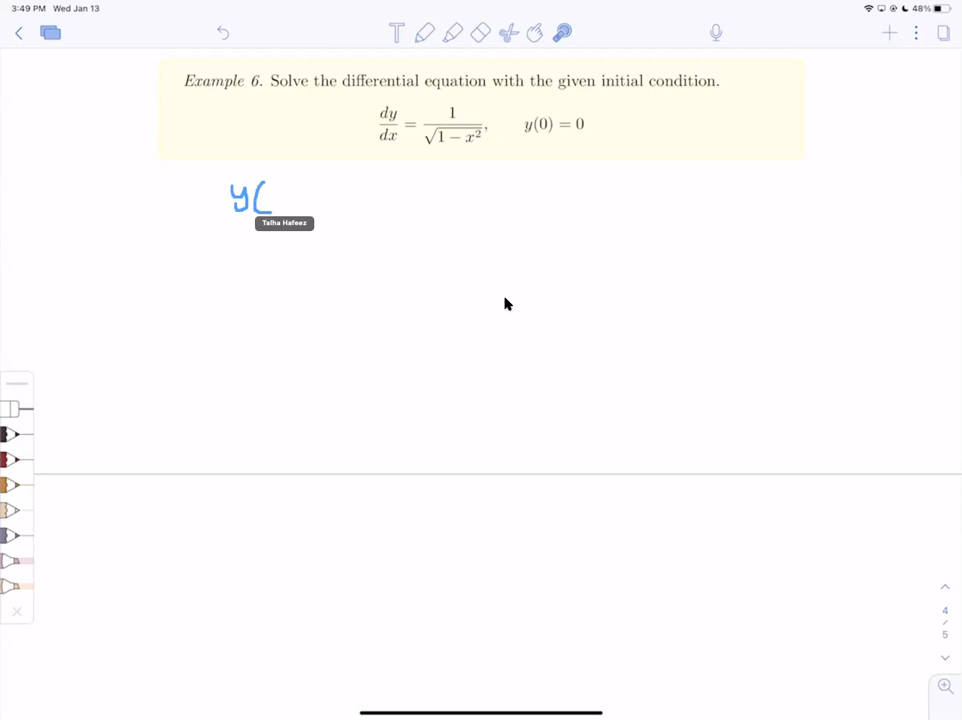 3:49 PM Wed Jan 13
48%
T
Example 6. Solve the differential equation with the given initial condition.
dy/dx = 1/√(1 − x²), y(0) = 0
y(
Talha Hafeez
4
/
5